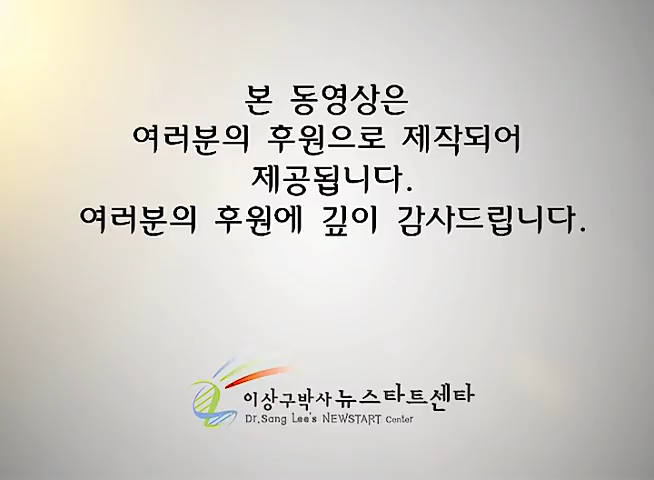 본 동영상은
여러분의 후원으로 제작되어
제공됩니다.
여러분의 후원에 깊이 감사드립니다.
이상구박사 뉴스타트센타
Dr.Sang Lee's NEWSTART Center